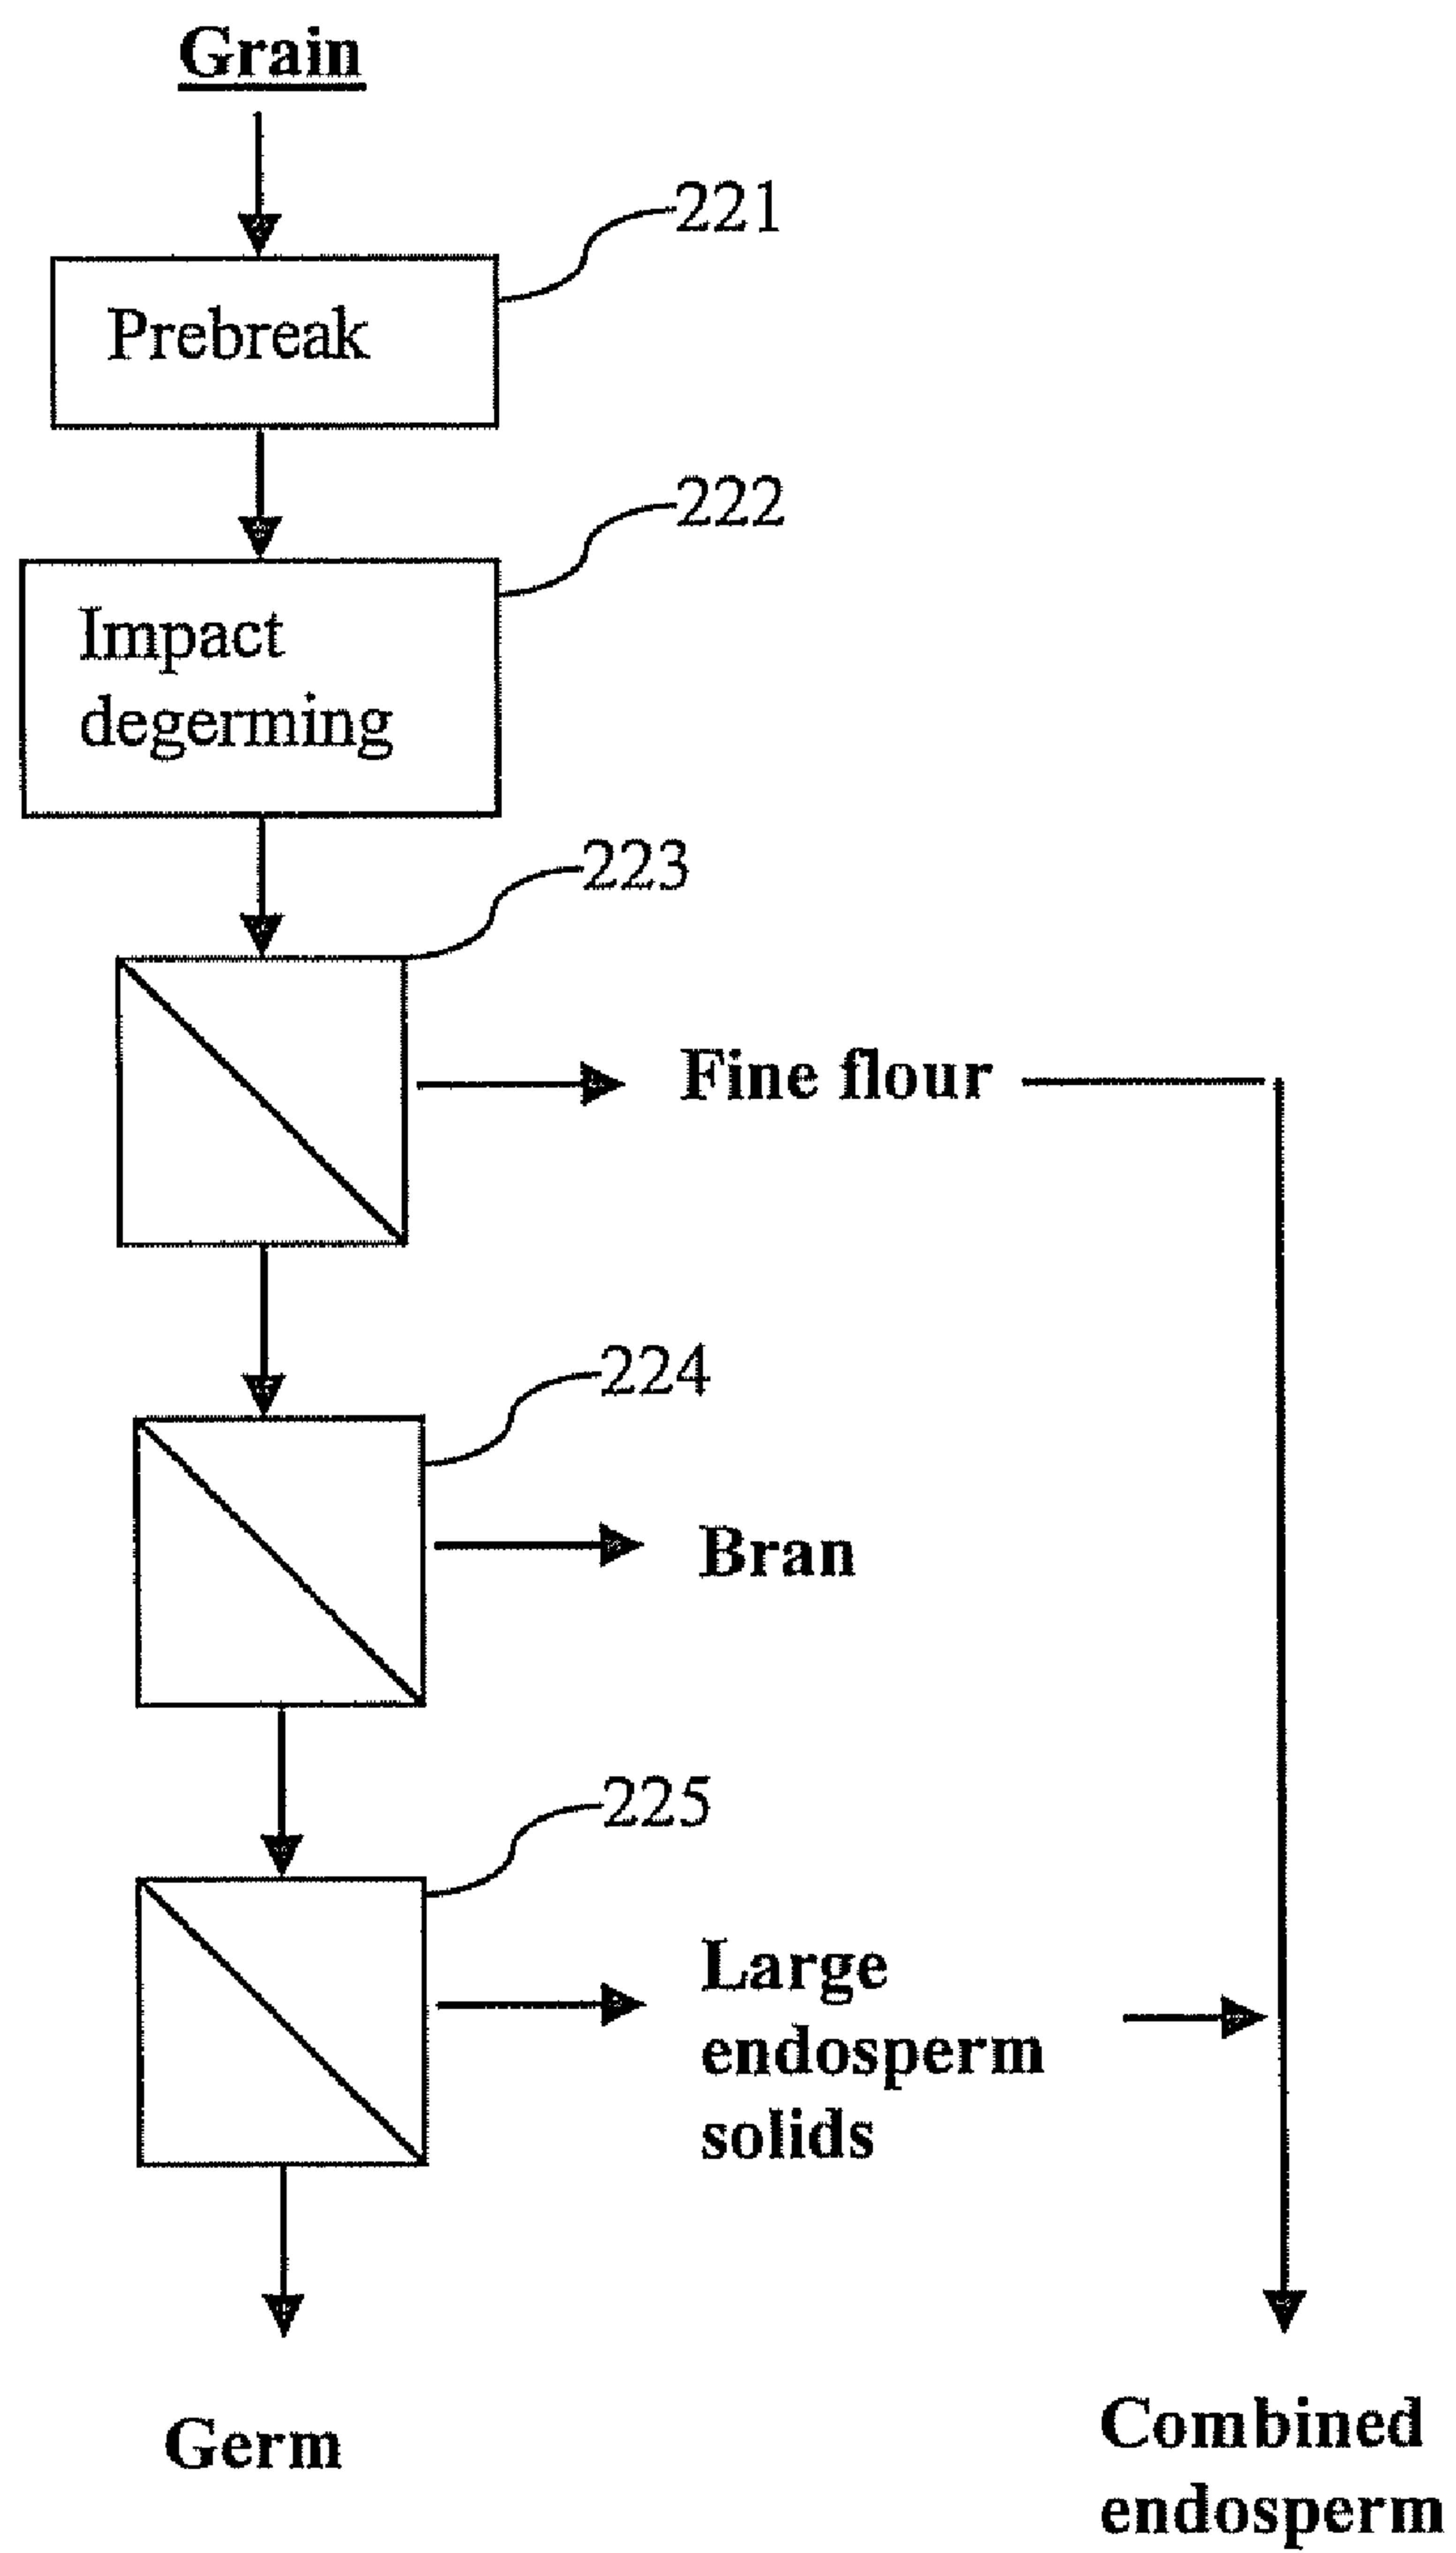 Grain
221
Prebreak
222
Impact
degerming
223
Fine flour
224
Bran
225
Large
endosperm
solids
Germ
Combined
endosperm